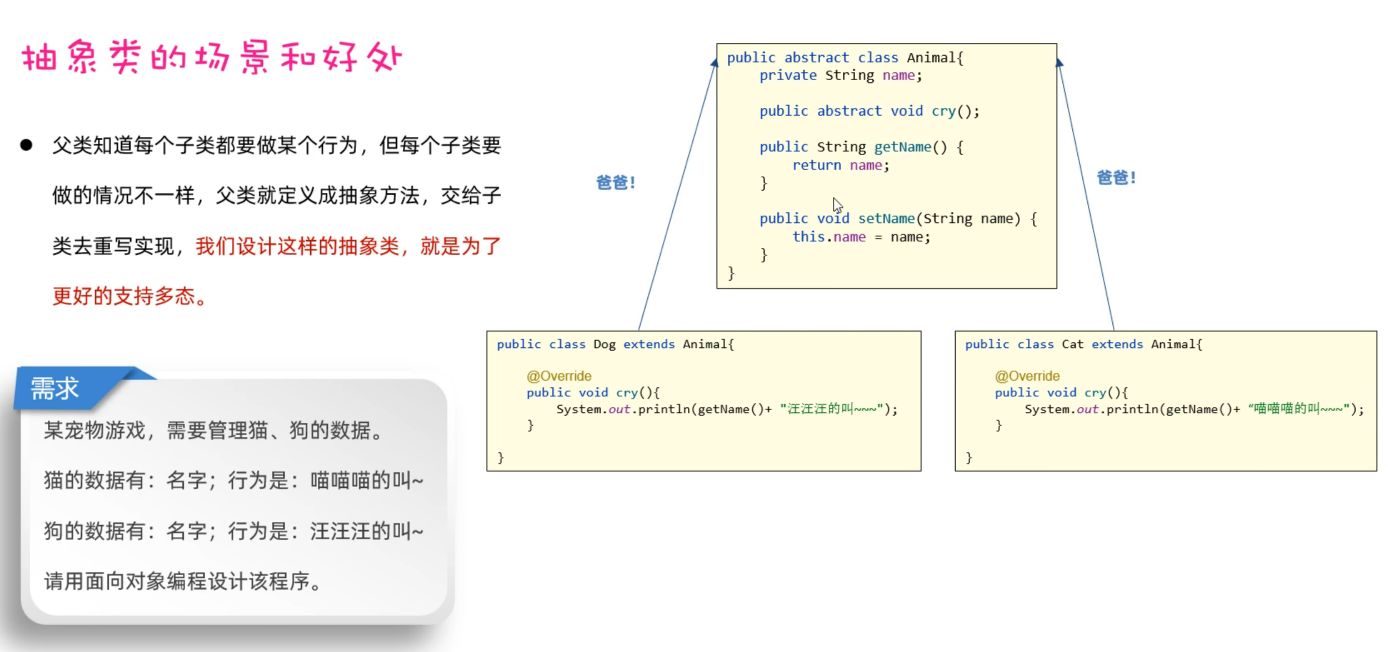 抽象类的场景和好处
● 父类知道每个子类都要做某个行为，但每个子类要
做的情况不一样，父类就定义成抽象方法，交给子
类去重写实现，我们设计这样的抽象类，就是为了
更好的支持多态。
需求
某宠物游戏，需要管理猫、狗的数据。
猫的数据有：名字；行为是：喵喵喵的叫~
狗的数据有：名字；行为是：汪汪汪的叫~
请用面向对象编程设计该程序。
public abstract class Animal{
private String name;
public abstract void cry();
public String getName() {
return name;
}
public void setName(String name) {
this.name = name;
}
}
爸爸!
爸爸!
public class Dog extends Animal{
@Override
public void cry(){
System.out.println(getName()+ "汪汪汪的叫~~~");
}
}
public class Cat extends Animal{
@Override
public void cry(){
System.out.println(getName()+ “喵喵喵的叫~~~");
}
}